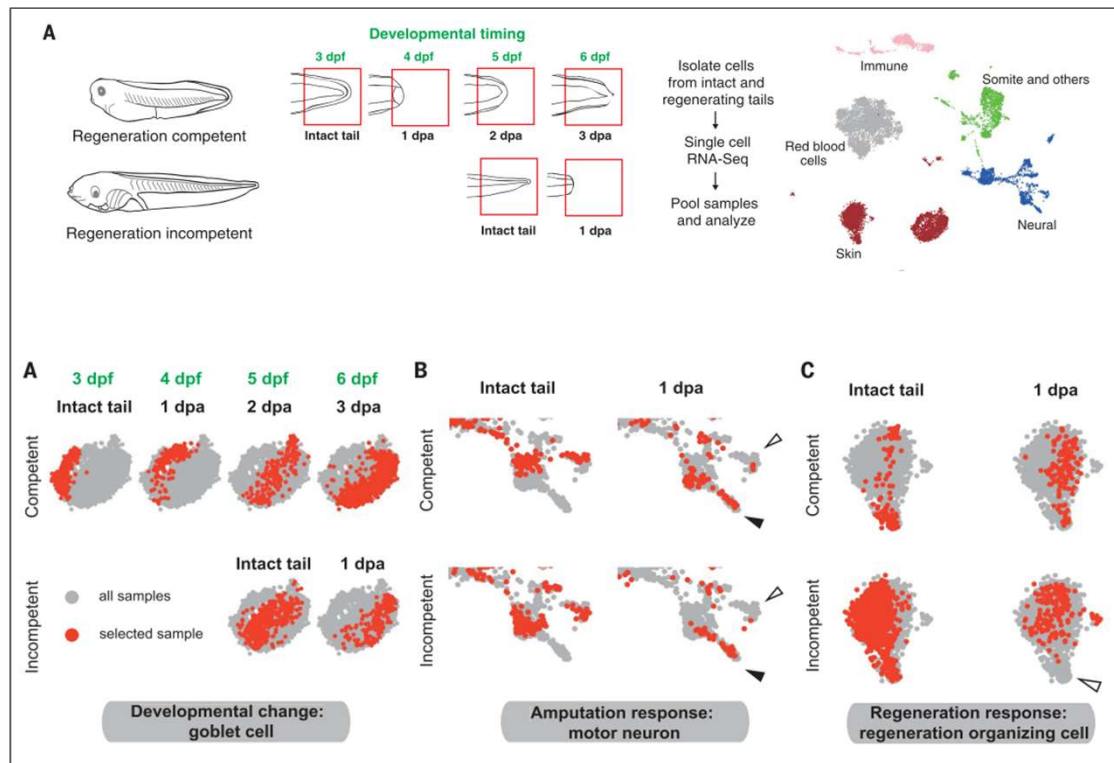 A
Developmental timing
3 dpf 4 dpf 5 dpf 6 dpf
Intact tail 1 dpa 2 dpa 3 dpa
Regeneration competent
Intact tail 1 dpa
Regeneration incompetent
Isolate cells
from intact and
regenerating tails
Single cell
RNA-Seq
Pool samples
and analyze
Immune
Somite and others
Red blood
cells
Neural
Skin
A
3 dpf 4 dpf 5 dpf 6 dpf
Intact tail 1 dpa 2 dpa 3 dpa
Competent
Intact tail 1 dpa
Incompetent
all samples
selected sample
Developmental change:
goblet cell
B
Intact tail 1 dpa
Competent
Incompetent
Amputation response:
motor neuron
C
Intact tail 1 dpa
Competent
Incompetent
Regeneration response:
regeneration organizing cell